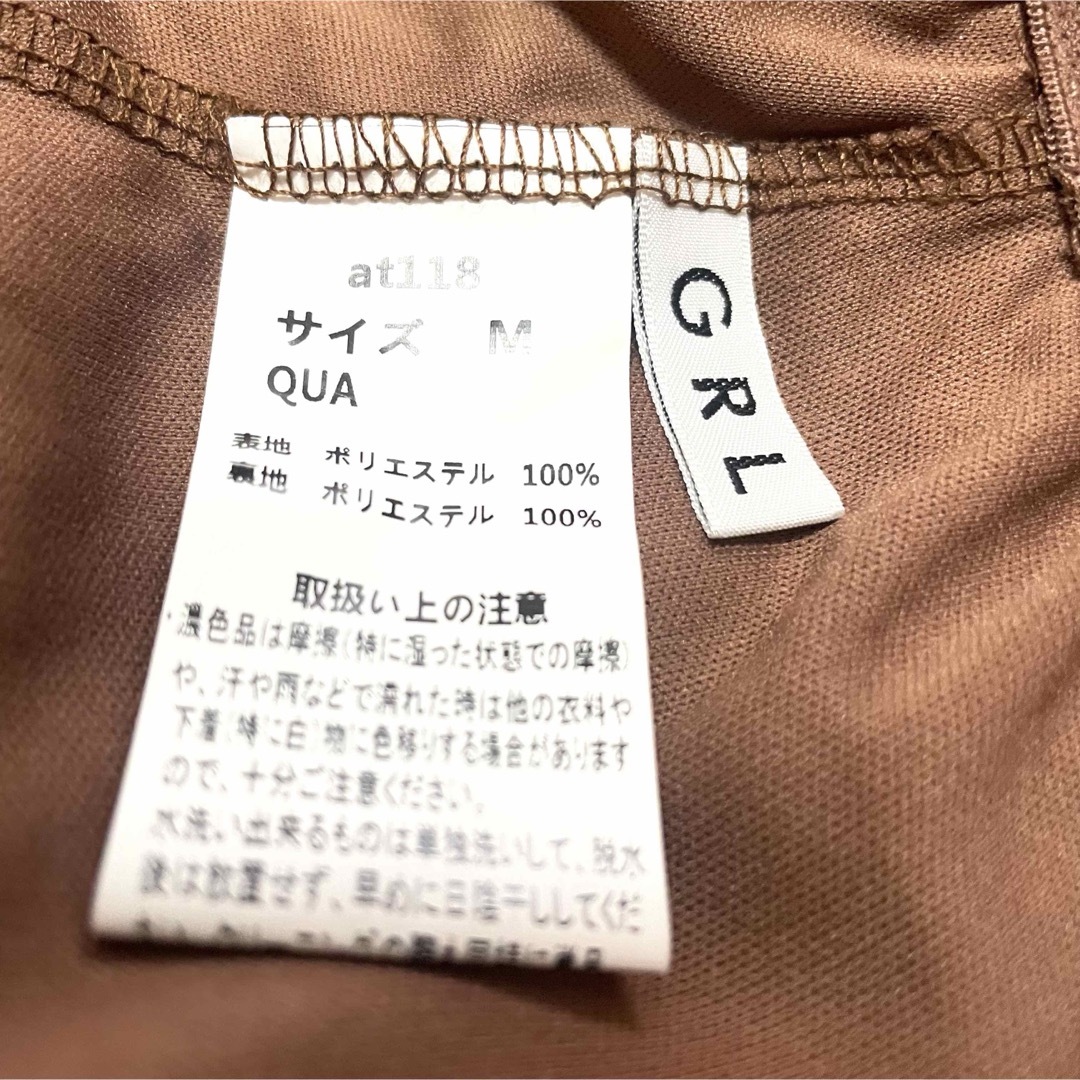 at118
サイズ M
QUA
表地 ポリエステル 100%
裏地 ポリエステル 100%
取扱い上の注意
・濃色品は摩擦(特に湿った状態での摩擦)
や、汗や雨などで濡れた時は他の衣料や
下着(特に白)物に色移りする場合があります
ので、十分ご注意ください。
水洗い出来るものは単独洗いして、脱水
後は放置せず、早めに日陰干ししてくだ
GRL